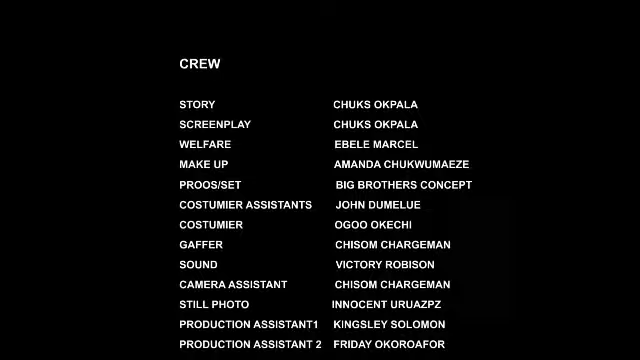 CREW
STORY CHUKS OKPALA
SCREENPLAY CHUKS OKPALA
WELFARE EBELE MARCEL
MAKE UP AMANDA CHUKWUMAEZE
PROOS/SET BIG BROTHERS CONCEPT
COSTUMIER ASSISTANTS JOHN DUMELUE
COSTUMIER OGOO OKECHI
GAFFER CHISOM CHARGEMAN
SOUND VICTORY ROBISON
CAMERA ASSISTANT CHISOM CHARGEMAN
STILL PHOTO INNOCENT URUAZPZ
PRODUCTION ASSISTANT1 KINGSLEY SOLOMON
PRODUCTION ASSISTANT 2 FRIDAY OKOROAFOR